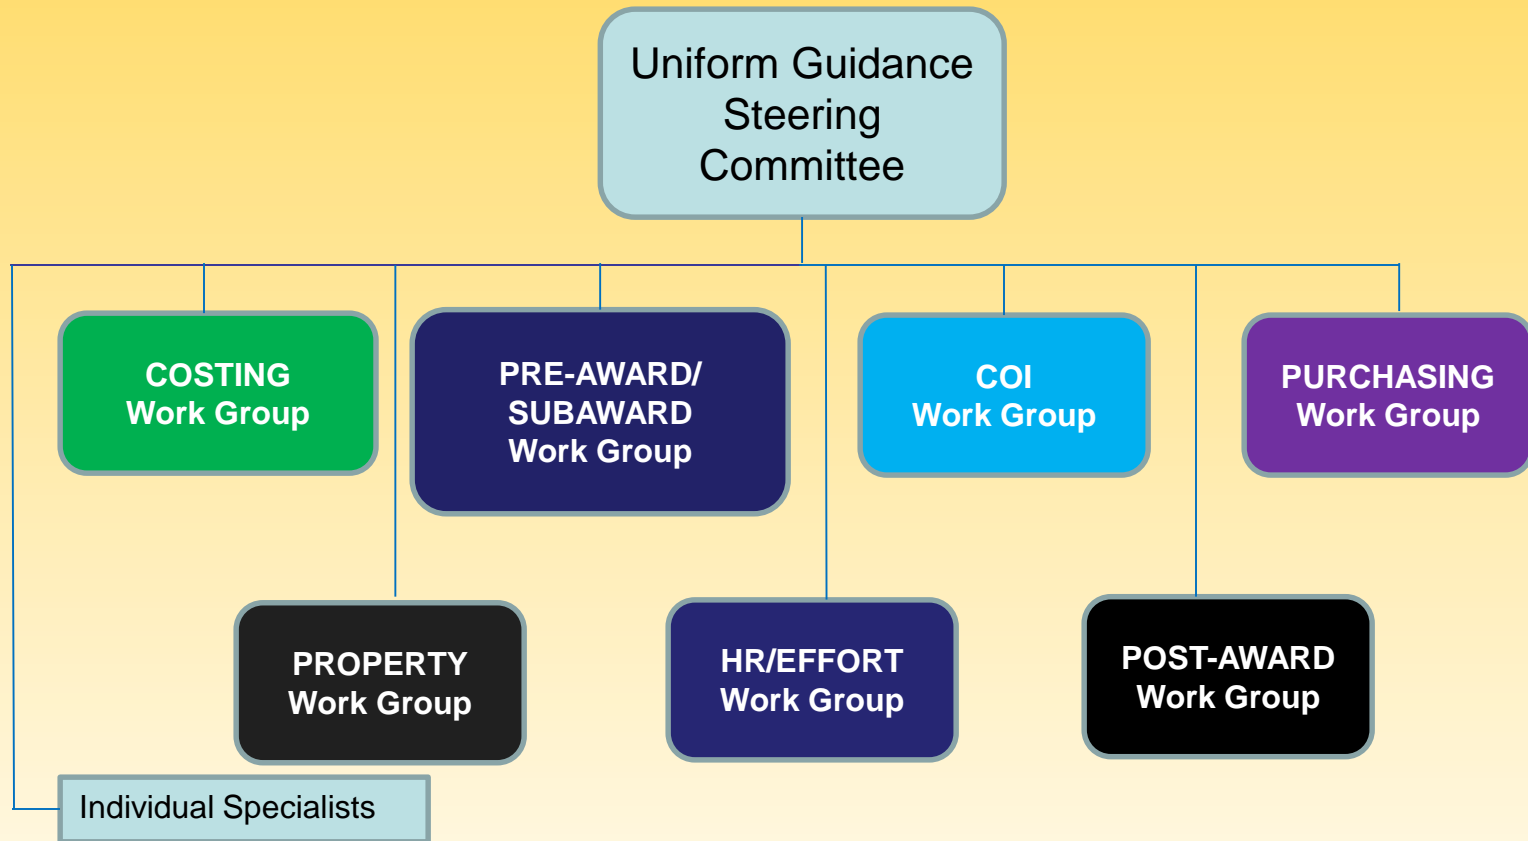 Uniform Guidance
Steering
Committee
COSTING
Work Group
PRE-AWARD/
SUBAWARD
Work Group
COI
Work Group
PURCHASING
Work Group
PROPERTY
Work Group
HR/EFFORT
Work Group
POST-AWARD
Work Group
Individual Specialists